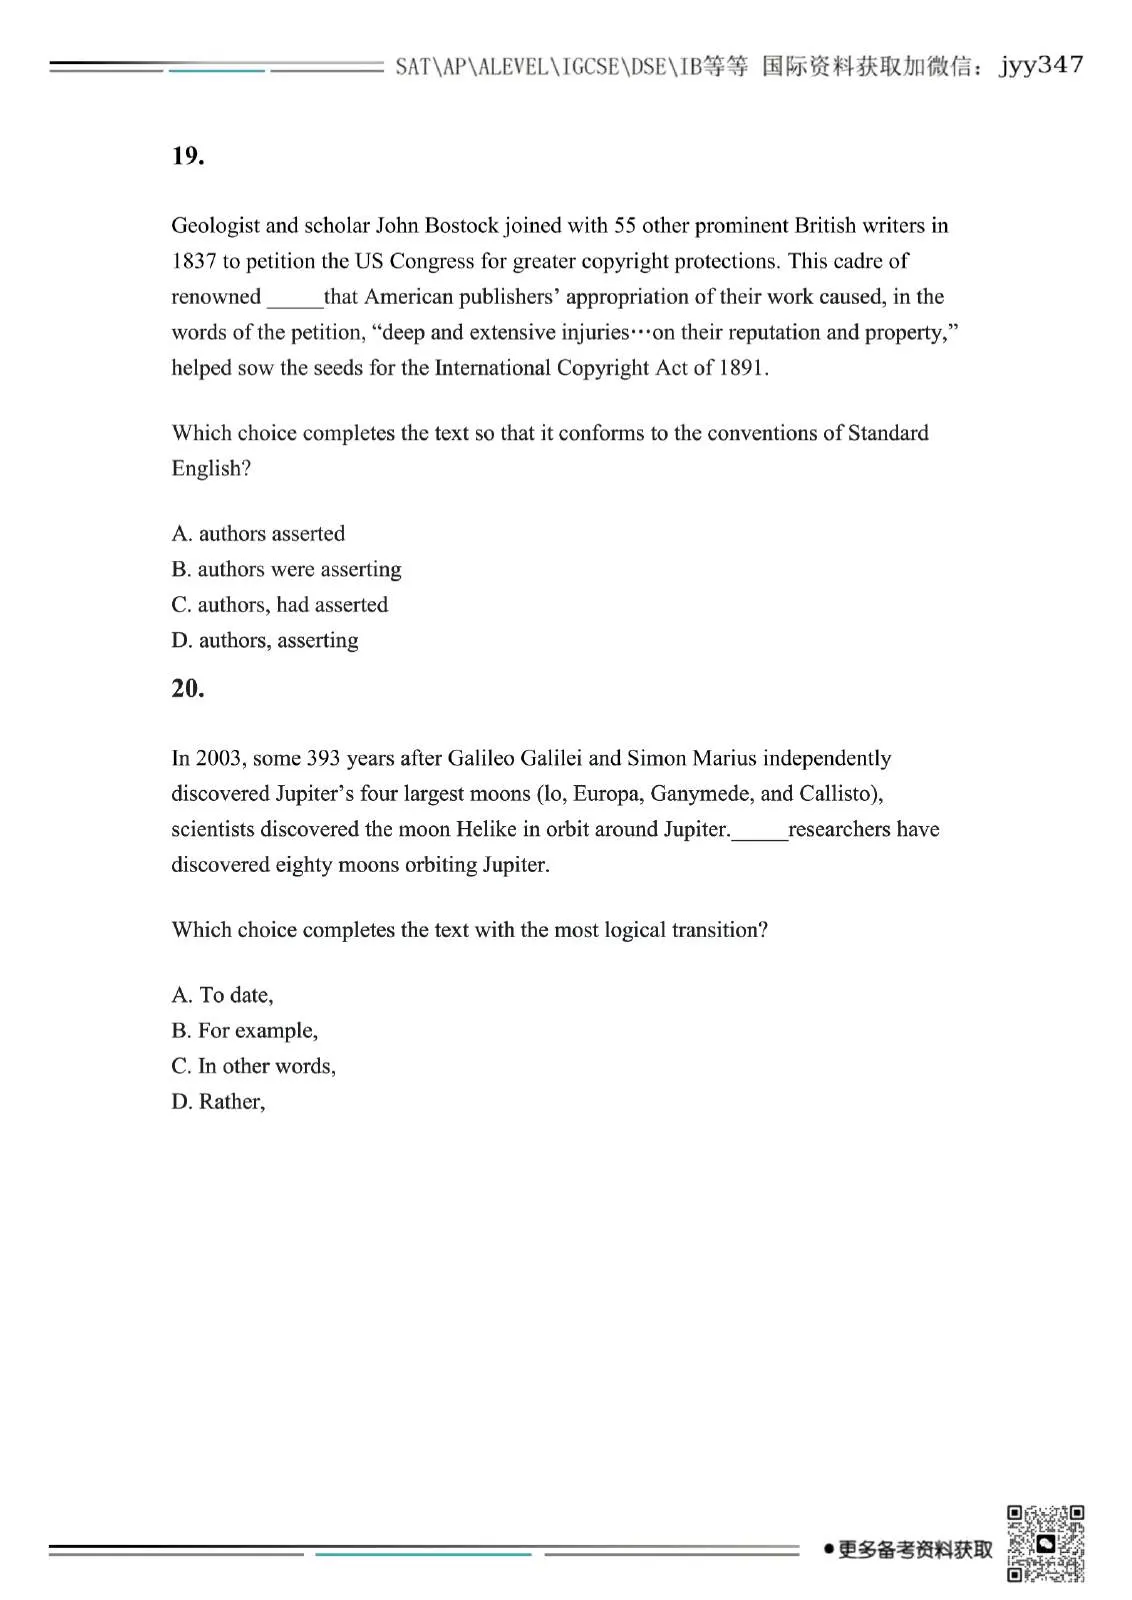 SAT\AP\ALEVEL\IGCSE\DSE\IB等等 国际资料获取加微信：jyy347
19.
Geologist and scholar John Bostock joined with 55 other prominent British writers in
1837 to petition the US Congress for greater copyright protections. This cadre of
renowned _____that American publishers’ appropriation of their work caused, in the
words of the petition, “deep and extensive injuries···on their reputation and property,”
helped sow the seeds for the International Copyright Act of 1891.
Which choice completes the text so that it conforms to the conventions of Standard
English?
A. authors asserted
B. authors were asserting
C. authors, had asserted
D. authors, asserting
20.
In 2003, some 393 years after Galileo Galilei and Simon Marius independently
discovered Jupiter’s four largest moons (lo, Europa, Ganymede, and Callisto),
scientists discovered the moon Helike in orbit around Jupiter._____researchers have
discovered eighty moons orbiting Jupiter.
Which choice completes the text with the most logical transition?
A. To date,
B. For example,
C. In other words,
D. Rather,
●更多备考资料获取